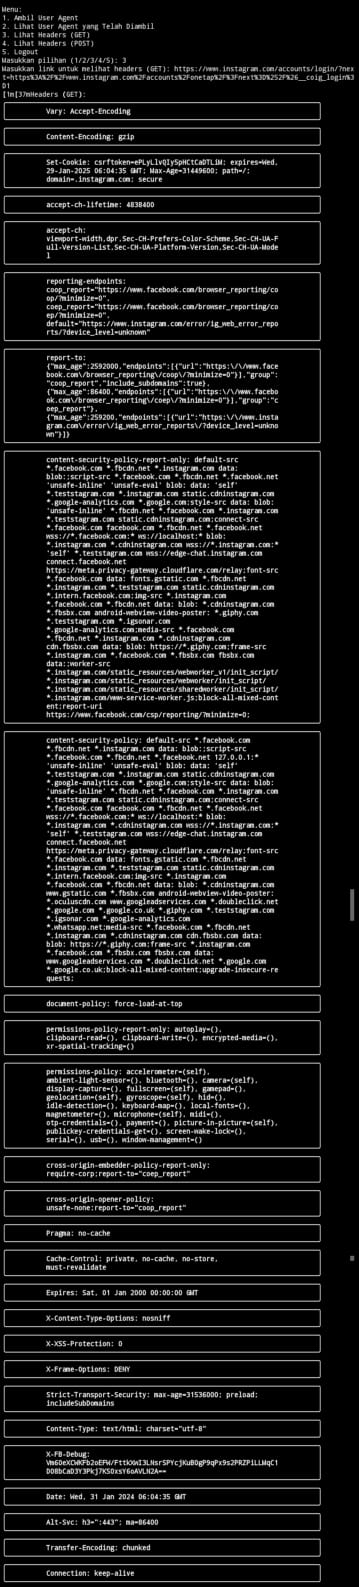 Menu:
1. Ambil User Agent
2. Lihat User Agent yang Telah Diambil
3. Lihat Headers (GET)
4. Lihat Headers (POST)
5. Logout
Masukkan pilihan (1/2/3/4/5): 3
Masukkan link untuk melihat headers (GET): https://www.instagram.com/accounts/login/?nex
t=https%3A%2F%2Fwww.instagram.com%2Faccounts%2Fonetap%2F%3Fnext%3D%252F%26__coig_login%3
D1
[1m[37mHeaders (GET):
Vary: Accept-Encoding
Content-Encoding: gzip
Set-Cookie: csrftoken=ePLyLlvQIySpHCtCaDTLiM; expires=Wed,
29-Jan-2025 06:04:35 GMT; Max-Age=31449600; path=/;
domain=.instagram.com; secure
accept-ch-lifetime: 4838400
accept-ch:
viewport-width,dpr,Sec-CH-Prefers-Color-Scheme,Sec-CH-UA-F
ull-Version-List,Sec-CH-UA-Platform-Version,Sec-CH-UA-Mode
l
reporting-endpoints:
coop_report="https://www.facebook.com/browser_reporting/co
op/?minimize=0",
coep_report="https://www.facebook.com/browser_reporting/co
ep/?minimize=0",
default="https://www.instagram.com/error/ig_web_error_repo
rts/?device_level=unknown"
report-to:
{"max_age":2592000,"endpoints":[{"url":"https:\/\/www.face
book.com\/browser_reporting\/coop\/?minimize=0"}],"group":
"coop_report","include_subdomains":true},
{"max_age":86400,"endpoints":[{"url":"https:\/\/www.facebo
ok.com\/browser_reporting\/coep\/?minimize=0"}],"group":"c
oep_report"},
{"max_age":259200,"endpoints":[{"url":"https:\/\/www.insta
gram.com\/error\/ig_web_error_reports\/?device_level=unkno
wn"}]}
content-security-policy-report-only: default-src
*.facebook.com *.fbcdn.net *.instagram.com data:
blob:;script-src *.facebook.com *.fbcdn.net *.facebook.net
'unsafe-inline' 'unsafe-eval' blob: data: 'self'
*.teststagram.com *.instagram.com static.cdninstagram.com
*.google-analytics.com *.google.com;style-src data: blob:
'unsafe-inline' *.fbcdn.net *.facebook.com *.instagram.com
*.teststagram.com static.cdninstagram.com;connect-src
*.facebook.com facebook.com *.fbcdn.net *.facebook.net
wss://*.facebook.com:* ws://localhost:* blob:
*.instagram.com *.cdninstagram.com wss://*.instagram.com:*
'self' *.teststagram.com wss://edge-chat.instagram.com
connect.facebook.net
https://meta.privacy-gateway.cloudflare.com/relay;font-src
*.facebook.com data: fonts.gstatic.com *.fbcdn.net
*.instagram.com *.teststagram.com static.cdninstagram.com
*.intern.facebook.com;img-src *.instagram.com
*.facebook.com *.fbcdn.net data: blob: *.cdninstagram.com
*.fbsbx.com android-webview-video-poster: *.giphy.com
*.teststagram.com *.igsonar.com
*.google-analytics.com;media-src *.facebook.com
*.fbcdn.net *.instagram.com *.cdninstagram.com
cdn.fbsbx.com data: blob: https://*.giphy.com;frame-src
*.instagram.com *.facebook.com *.fbsbx.com fbsbx.com
data:;worker-src
*.instagram.com/static_resources/webworker_v1/init_script/
*.instagram.com/static_resources/webworker/init_script/
*.instagram.com/static_resources/sharedworker/init_script/
*.instagram.com/www-service-worker.js;block-all-mixed-cont
ent;report-uri
https://www.facebook.com/csp/reporting/?minimize=0;
content-security-policy: default-src *.facebook.com
*.fbcdn.net *.instagram.com data: blob:;script-src
*.facebook.com *.fbcdn.net *.facebook.net 127.0.0.1:*
'unsafe-inline' 'unsafe-eval' blob: data: 'self'
*.teststagram.com *.instagram.com static.cdninstagram.com
*.google-analytics.com *.google.com;style-src data: blob:
'unsafe-inline' *.fbcdn.net *.facebook.com *.instagram.com
*.teststagram.com static.cdninstagram.com;connect-src
*.facebook.com facebook.com *.fbcdn.net *.facebook.net
wss://*.facebook.com:* ws://localhost:* blob:
*.instagram.com *.cdninstagram.com wss://*.instagram.com:*
'self' *.teststagram.com wss://edge-chat.instagram.com
connect.facebook.net
https://meta.privacy-gateway.cloudflare.com/relay;font-src
*.facebook.com data: fonts.gstatic.com *.fbcdn.net
*.instagram.com *.teststagram.com static.cdninstagram.com
*.intern.facebook.com;img-src *.instagram.com
*.facebook.com *.fbcdn.net data: blob: *.cdninstagram.com
www.gstatic.com *.fbsbx.com android-webview-video-poster:
*.oculuscdn.com www.googleadservices.com *.doubleclick.net
*.google.com *.google.co.uk *.giphy.com *.teststagram.com
*.igsonar.com *.google-analytics.com
*.whatsapp.net;media-src *.facebook.com *.fbcdn.net
*.instagram.com *.cdninstagram.com cdn.fbsbx.com data:
blob: https://*.giphy.com;frame-src *.instagram.com
*.facebook.com *.fbsbx.com fbsbx.com data:
www.googleadservices.com *.doubleclick.net *.google.com
*.google.co.uk;block-all-mixed-content;upgrade-insecure-re
quests;
document-policy: force-load-at-top
permissions-policy-report-only: autoplay=(),
clipboard-read=(), clipboard-write=(), encrypted-media=(),
xr-spatial-tracking=()
permissions-policy: accelerometer=(self),
ambient-light-sensor=(), bluetooth=(), camera=(self),
display-capture=(), fullscreen=(self), gamepad=(),
geolocation=(self), gyroscope=(self), hid=(),
idle-detection=(), keyboard-map=(), local-fonts=(),
magnetometer=(), microphone=(self), midi=(),
otp-credentials=(), payment=(), picture-in-picture=(self),
publickey-credentials-get=(), screen-wake-lock=(),
serial=(), usb=(), window-management=()
cross-origin-embedder-policy-report-only:
require-corp;report-to="coep_report"
cross-origin-opener-policy:
unsafe-none;report-to="coop_report"
Pragma: no-cache
Cache-Control: private, no-cache, no-store,
must-revalidate
Expires: Sat, 01 Jan 2000 00:00:00 GMT
X-Content-Type-Options: nosniff
X-XSS-Protection: 0
X-Frame-Options: DENY
Strict-Transport-Security: max-age=31536000; preload;
includeSubDomains
Content-Type: text/html; charset="utf-8"
X-FB-Debug:
Date: Wed, 31 Jan 2024 06:04:35 GMT
Alt-Svc: h3=":443"; ma=86400
Transfer-Encoding: chunked
Connection: keep-alive